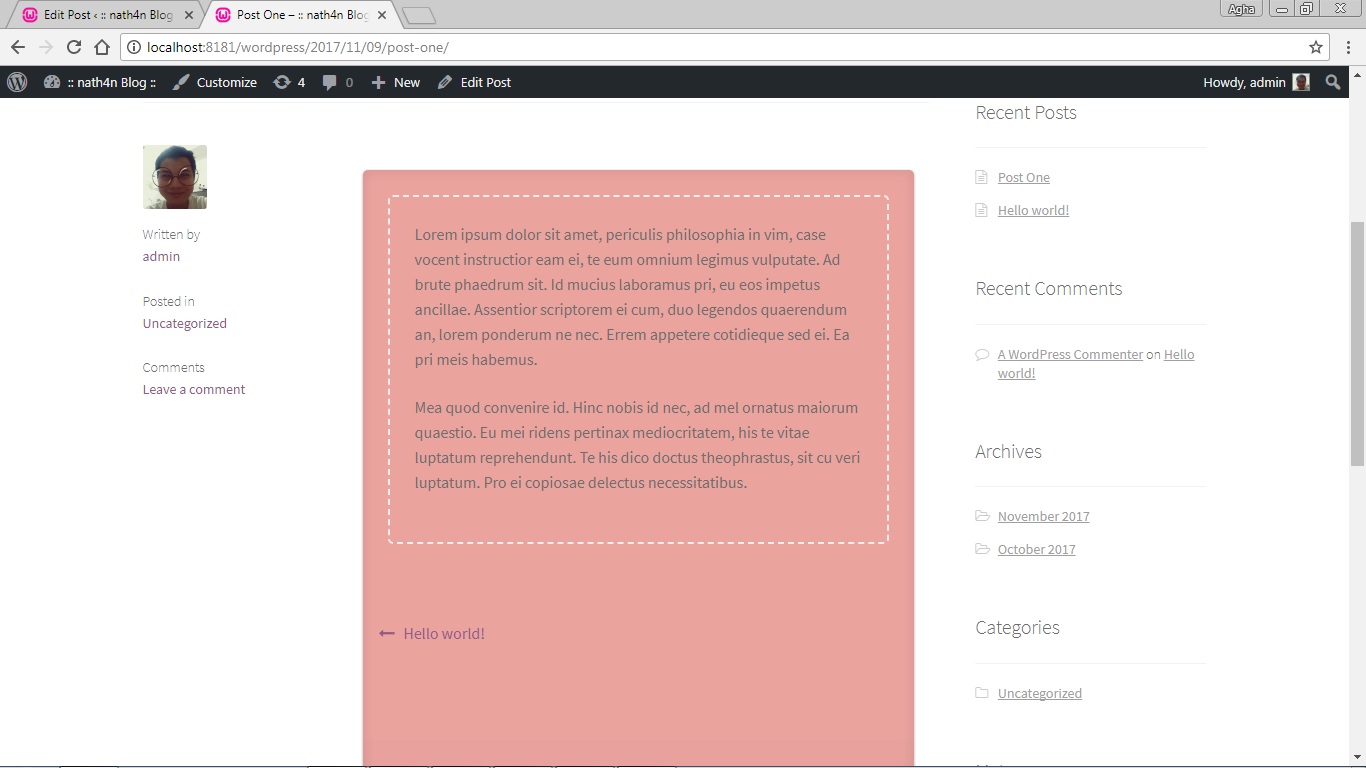 Edit Post ‹ :: nath4n Blog
Post One – :: nath4n Blog
Agha
localhost:8181/wordpress/2017/11/09/post-one/
:: nath4n Blog :: Customize 4 0 New Edit Post Howdy, admin
Written by
admin
Posted in
Uncategorized
Comments
Leave a comment
Lorem ipsum dolor sit amet, periculis philosophia in vim, case
vocent instructior eam ei, te eum omnium legimus vulputate. Ad
brute phaedrum sit. Id mucius laboramus pri, eu eos impetus
ancillae. Assentior scriptorem ei cum, duo legendos quaerendum
an, lorem ponderum ne nec. Errem appetere cotidieque sed ei. Ea
pri meis habemus.
Mea quod convenire id. Hinc nobis id nec, ad mel ornatus maiorum
quaestio. Eu mei ridens pertinax mediocritatem, his te vitae
luptatum reprehendunt. Te his dico doctus theophrastus, sit cu veri
luptatum. Pro ei copiosae delectus necessitatibus.
Hello world!
Recent Posts
Post One
Hello world!
Recent Comments
A WordPress Commenter on Hello
world!
Archives
November 2017
October 2017
Categories
Uncategorized